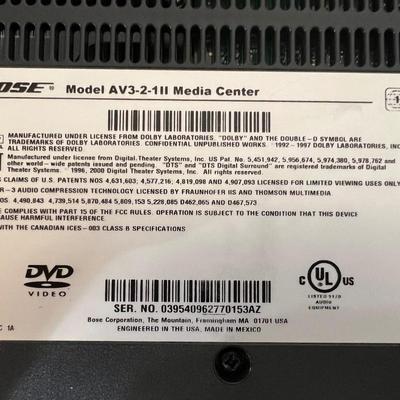 BOSE ® Model AV3-2-1II Media Center
MANUFACTURED UNDER LICENSE FROM DOLBY LABORATORIES. "DOLBY" AND THE DOUBLE-D SYMBOL ARE
TRADEMARKS OF DOLBY LABORATORIES. CONFIDENTIAL UNPUBLISHED WORKS. © 1992 - 1997 DOLBY LABORATORIES, INC
ALL RIGHTS RESERVED.
Manufactured under license from Digital Theater Systems, Inc. US Pat. No. 5,451,942, 5,956,674, 5,974,380, 5,978,762 and
other world-wide patents issued and pending. "DTS" and "DTS Digital Surround" are registered trademarks of Digital
Theater Systems, Inc. © 1996, 2000 Digital Theater Systems, Inc. All rights reserved.
CLAIMS OF U.S. PATENTS NOS 4,631,603; 4,577,216; 4,819,098 AND 4,907,093 LICENSED FOR LIMITED VIEWING USES ONLY
- 3 AUDIO COMPRESSION TECHNOLOGY LICENSED BY FRAUNHOFER IIS AND THOMSON MULTIMEDIA
OS. 4,490,843 4,739,514 5,870,484 5,809,153 5,228,085 D462,065 AND D467,573
COMPLIES WITH PART 15 OF THE FCC RULES. OPERATION IS SUBJECT TO THE CONDITION THAT THIS DEVICE
CAUSE HARMFUL INTERFERENCE.
WITH THE CANADIAN ICES - 003 CLASS B SPECIFICATIONS
DVD
VIDEO
SER. NO. 039540962770153AZ
Bose Corporation, The Mountain, Framingham MA 01701 USA
ENGINEERED IN THE USA, MADE IN MEXICO
C UL ® US
LISTED 917D
AUDIO
EQUIPMENT
C 1A